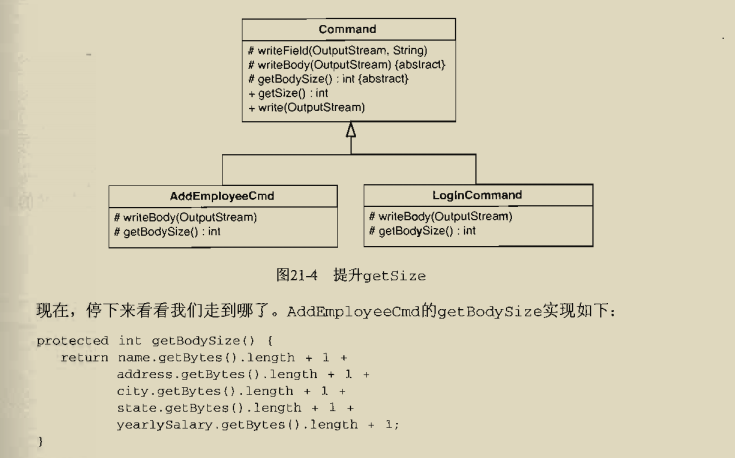 Command
# writeField(OutputStream, String)
# writeBody(OutputStream) {abstract}
# getBodySize() : int {abstract}
+ getSize() : int
+ write(OutputStream)
AddEmployeeCmd
# writeBody(OutputStream)
# getBodySize() : int
LoginCommand
# writeBody(OutputStream)
# getBodySize() : int
图21-4 提升getSize
现在，停下来看看我们走到哪了。AddEmployeeCmd的getBodySize实现如下：
protected int getBodySize() {
return name.getBytes().length + 1 +
address.getBytes().length + 1 +
city.getBytes().length + 1 +
state.getBytes().length + 1 +
yearlySalary.getBytes().length + 1;
}